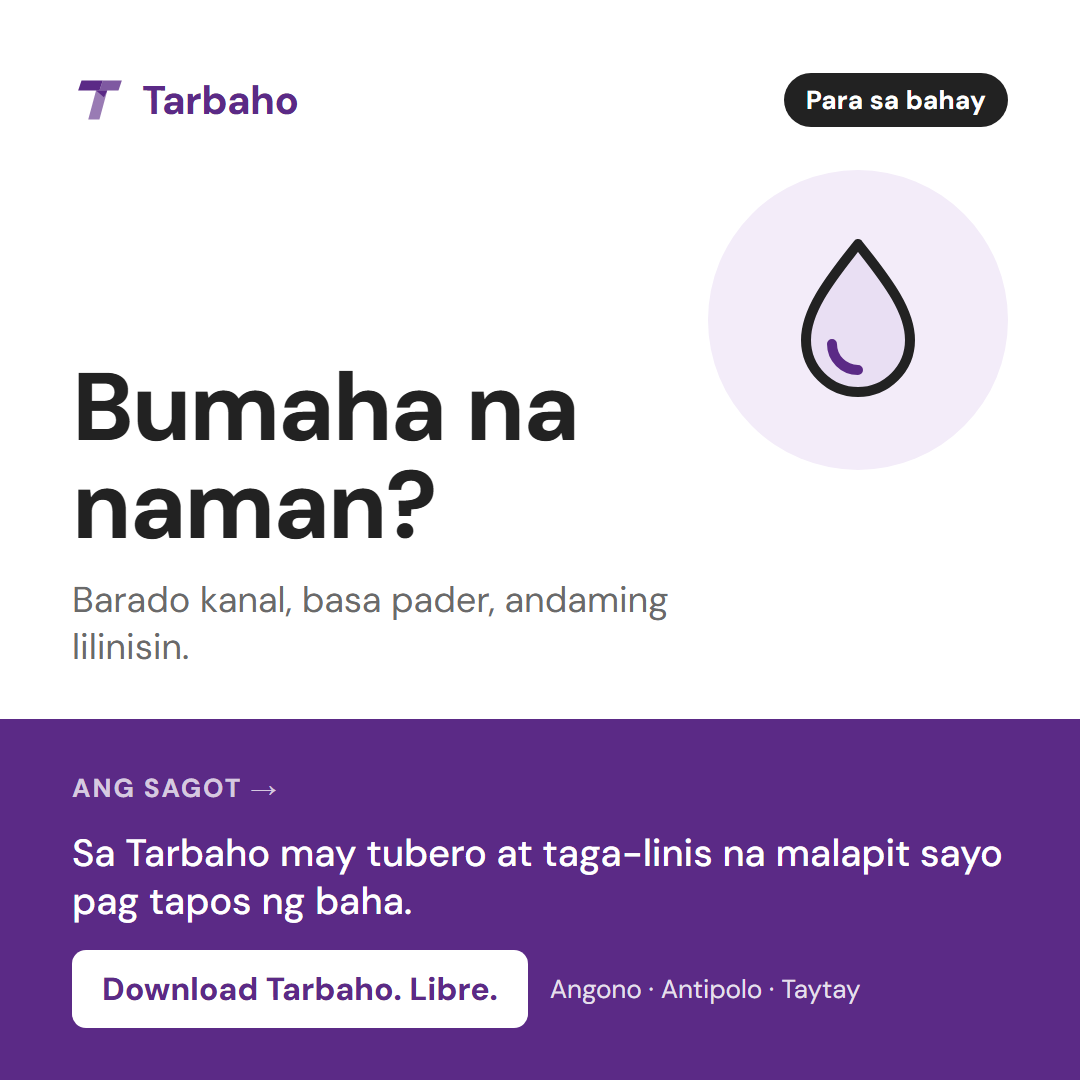 Tarbaho
Para sa bahay
Bumaha na
naman?
Barado kanal, basa pader, andaming
lilinisin.
ANG SAGOT →
Sa Tarbaho may tubero at taga-linis na malapit sayo
pag tapos ng baha.
Download Tarbaho. Libre.
Angono · Antipolo · Taytay